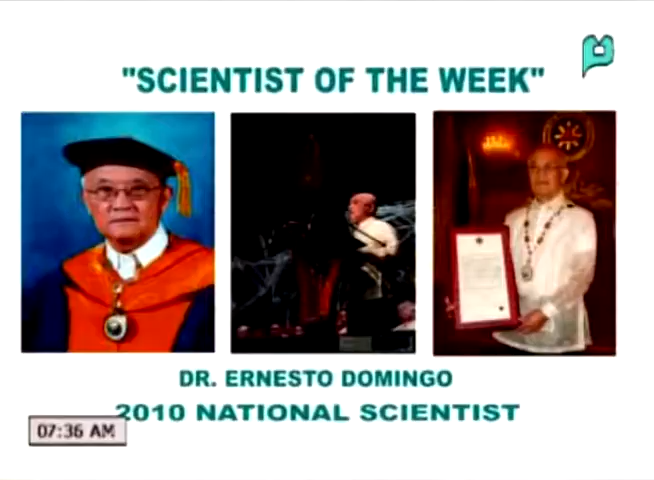 "SCIENTIST OF THE WEEK"
DR. ERNESTO DOMINGO
2010 NATIONAL SCIENTIST
07:36 AM